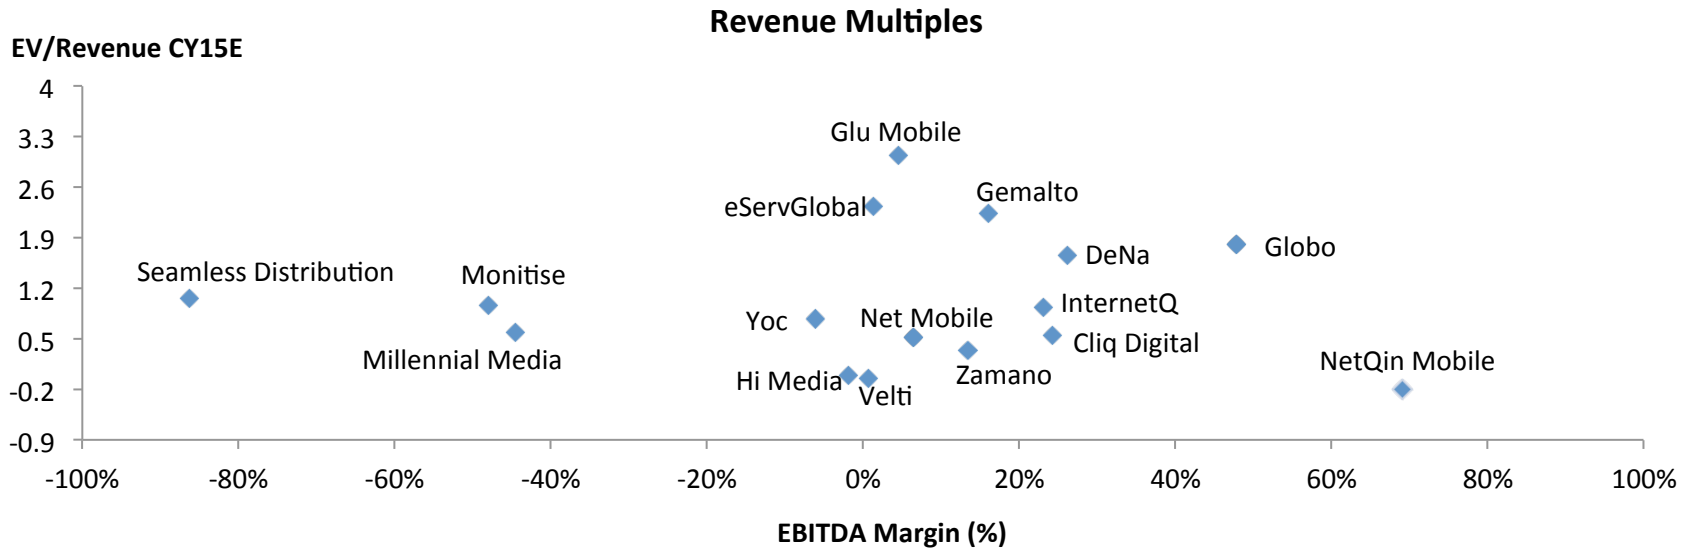 Revenue Multiples
EV/Revenue CY15E
4
3.3
2.6
1.9
1.2
0.5
-0.2
-0.9
Glu Mobile
eServGlobal
Gemalto
DeNa
Globo
Seamless Distribution
Monitise
InternetQ
Yoc
Net Mobile
Cliq Digital
Millennial Media
NetQin Mobile
Hi Media
Zamano
Velti
-100%
-80%
-60%
-40%
-20%
0%
20%
40%
60%
80%
100%
EBITDA Margin (%)